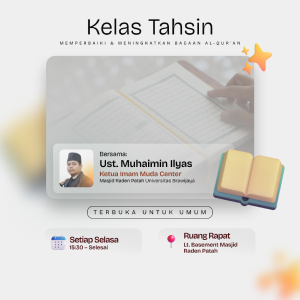 Kelas Tahsin
MEMPERBAIKI & MENINGKATKAN BACAAN AL-QUR'AN
Bersama:
Ust. Muhaimin Ilyas
Ketua Imam Muda Center
Masjid Raden Patah Universitas Brawijaya
TERBUKA UNTUK UMUM
Setiap Selasa
15:30 - Selesai
Ruang Rapat
Lt. Basement Masjid
Raden Patah